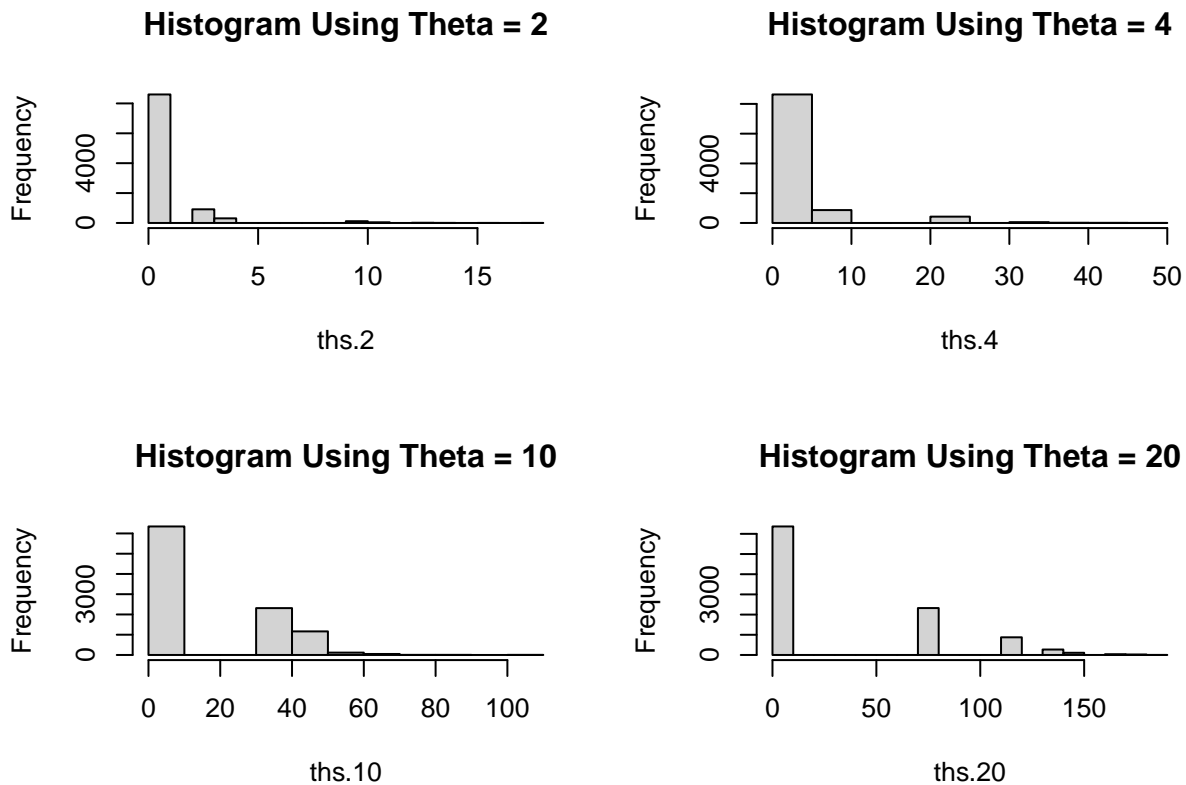 Histogram Using Theta = 2
Frequency
0 4000
0 5 10 15
ths.2
Histogram Using Theta = 4
Frequency
0 4000
0 10 20 30 40 50
ths.4
Histogram Using Theta = 10
Frequency
0 3000
0 20 40 60 80 100
ths.10
Histogram Using Theta = 20
Frequency
0 3000
0 50 100 150
ths.20